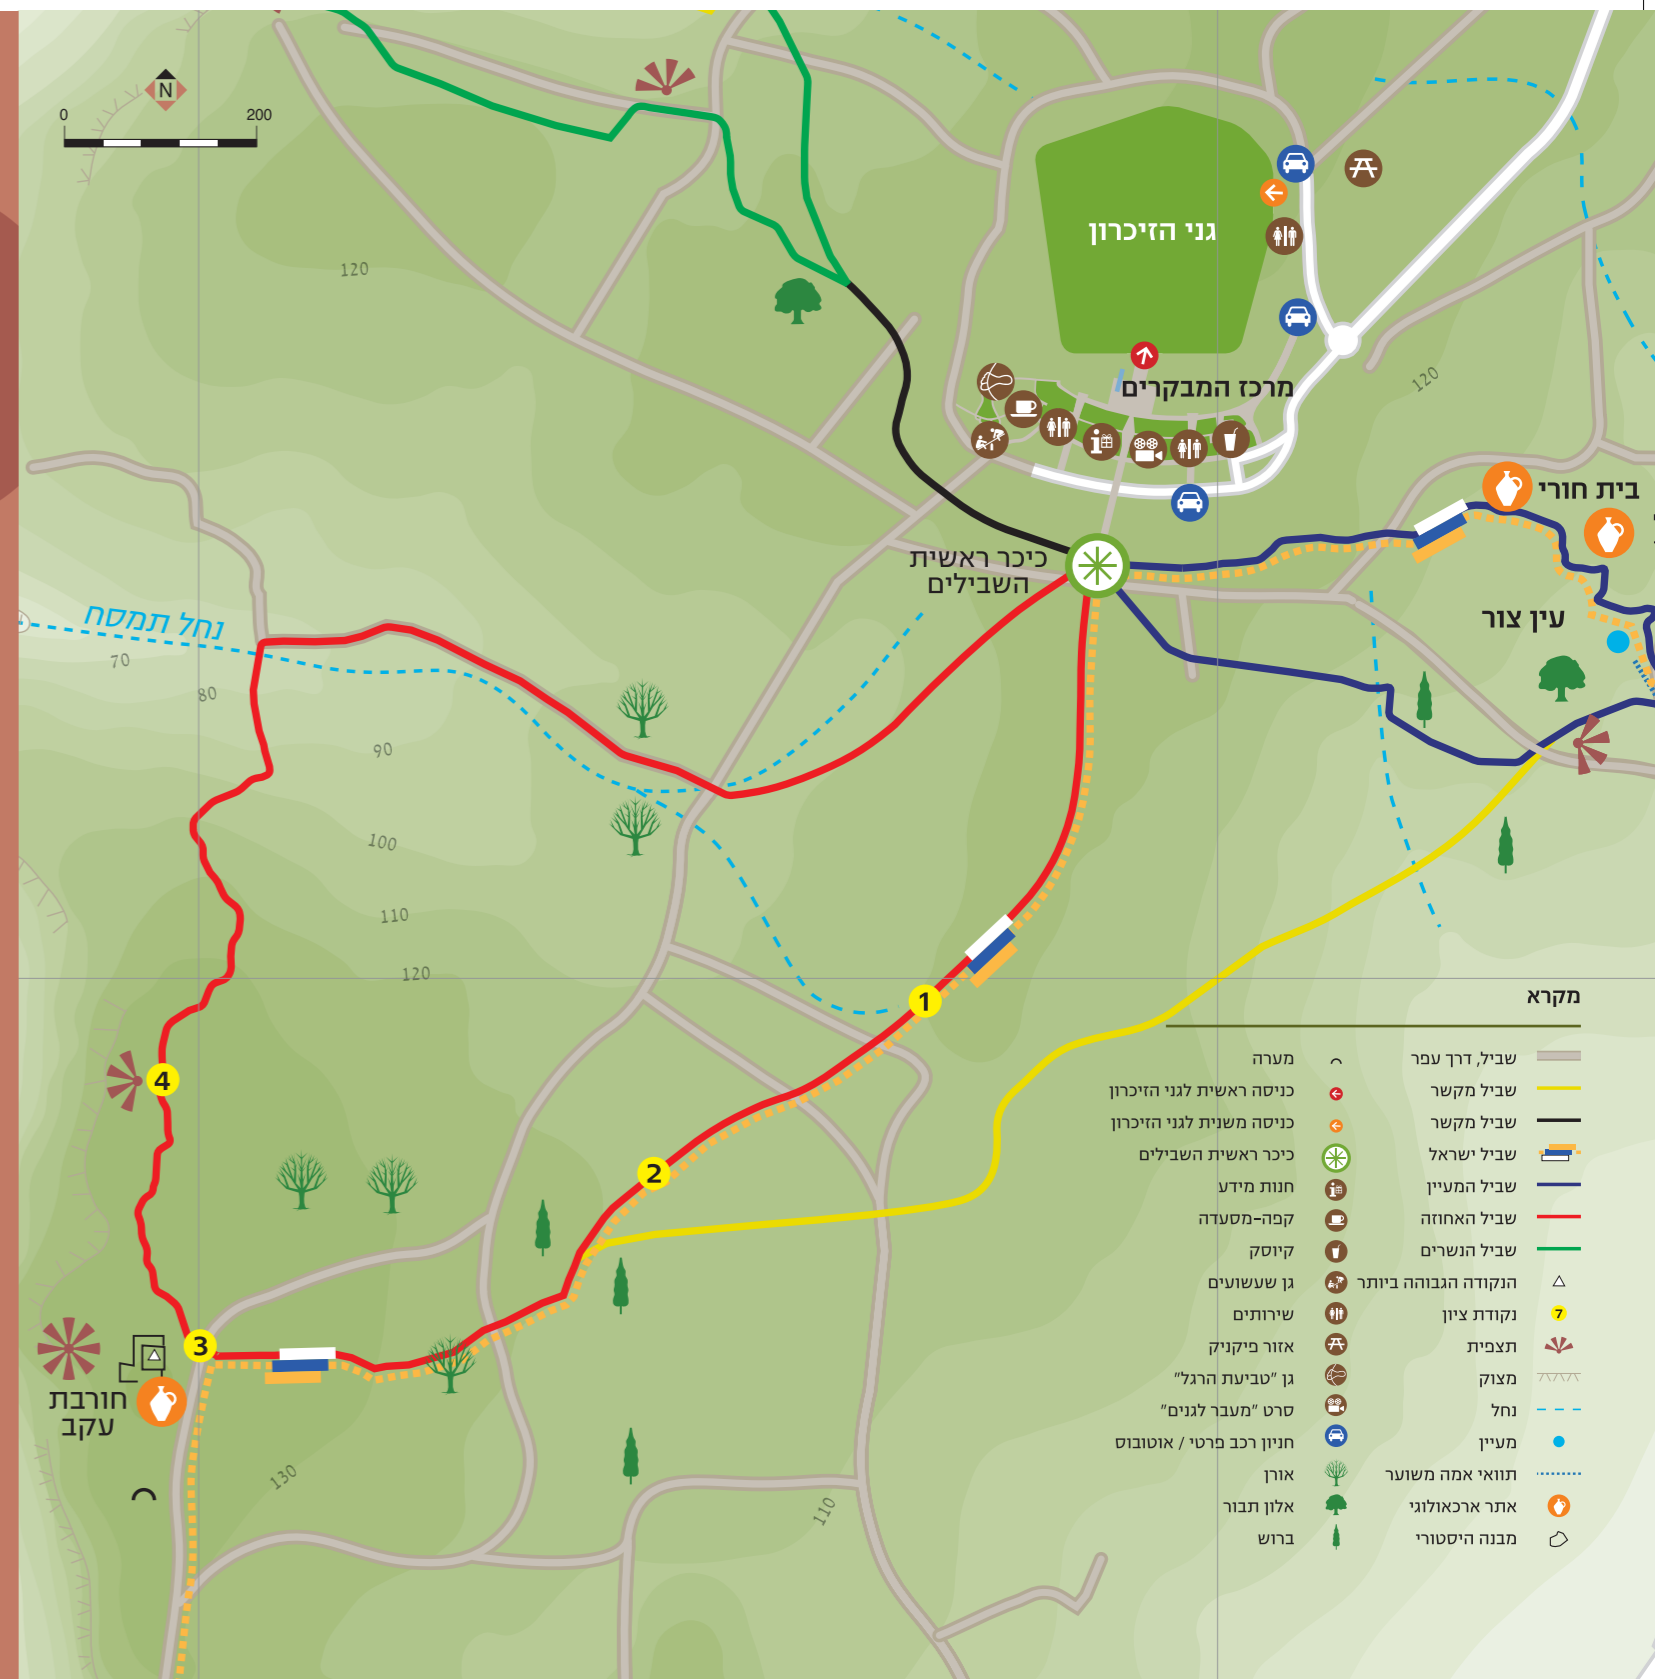 N
0
200
120
גני הזיכרון
מרכז המבקרים
120
בית חורי
כיכר ראשית
השבילים
עין צור
נחל תמסח
70
80
90
100
110
120
1
2
3
4
חורבת
עקב
130
110
מקרא
שביל, דרך עפר
שביל מקשר
שביל מקשר
שביל ישראל
שביל המעיין
שביל האחוזה
שביל הנשרים
הנקודה הגבוהה ביותר
7
נקודת ציון
תצפית
מצוק
נחל
מעיין
תוואי אמה משוער
אתר ארכאולוגי
מבנה היסטורי
מערה
כניסה ראשית לגני הזיכרון
כניסה משנית לגני הזיכרון
כיכר ראשית השבילים
חנות מידע
קפה-מסעדה
קיוסק
גן שעשועים
שירותים
אזור פיקניק
גן "טביעת הרגל"
סרט "מעבר לגנים"
חניון רכב פרטי / אוטובוס
אורן
אלון תבור
ברוש